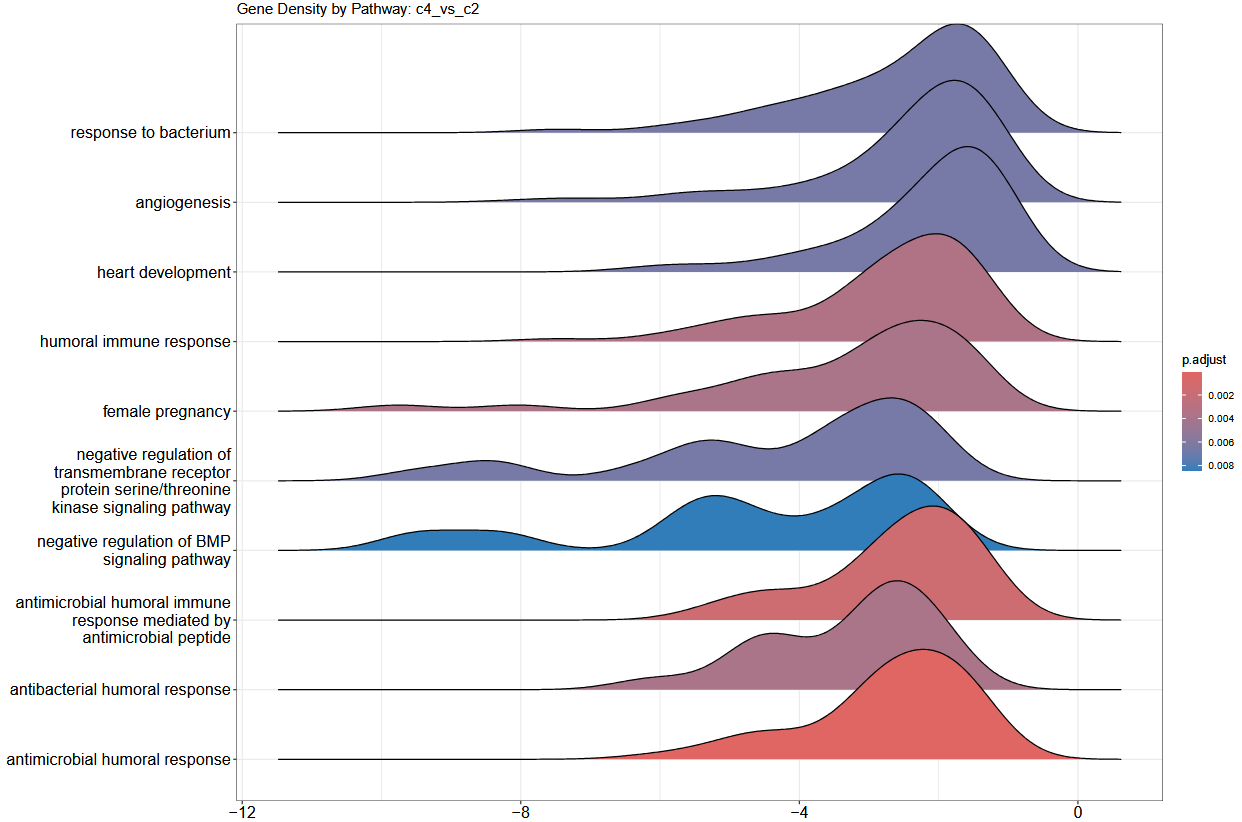 Gene Density by Pathway: c4_vs_c2
response to bacterium
angiogenesis
heart development
humoral immune response
female pregnancy
negative regulation of
transmembrane receptor
protein serine/threonine
kinase signaling pathway
negative regulation of BMP
signaling pathway
antimicrobial humoral immune
response mediated by
antimicrobial peptide
antibacterial humoral response
antimicrobial humoral response
−12
−8
−4
0
p.adjust
0.002
0.004
0.006
0.008